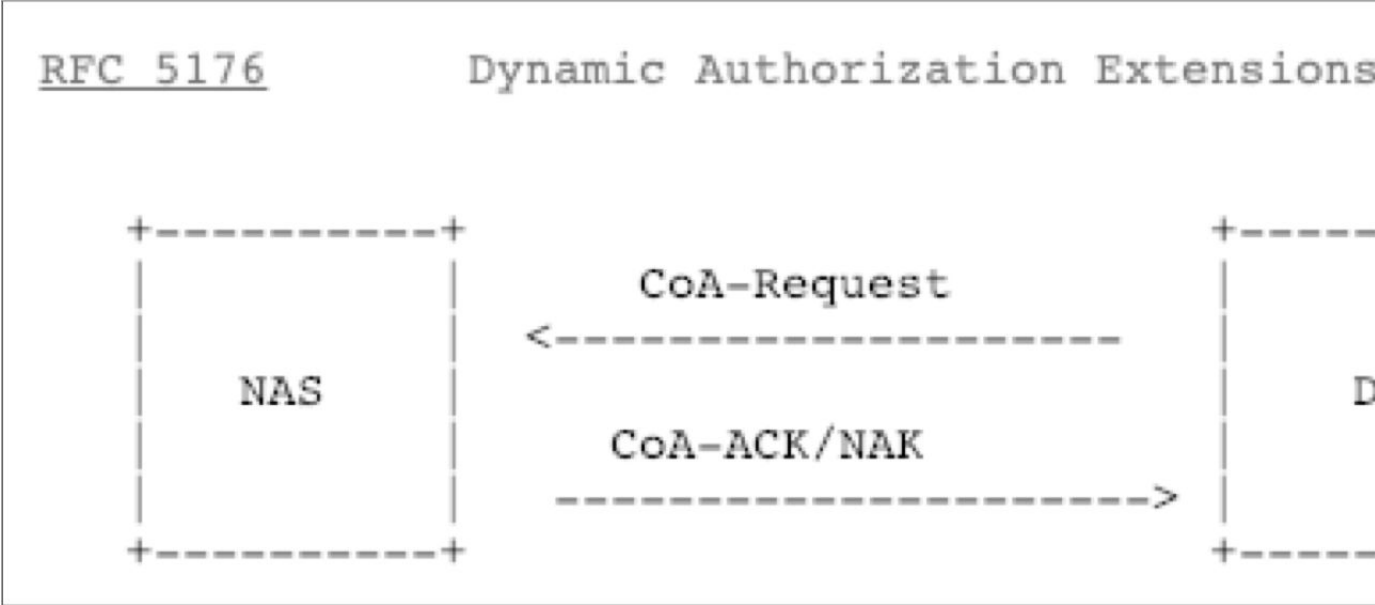 RFC 5176 Dynamic Authorization Extensions
+----------+ +-----
| | CoA-Request |
| | <-------------------- |
| NAS | | D
| | CoA-ACK/NAK |
| | ---------------------> |
+----------+ +-----